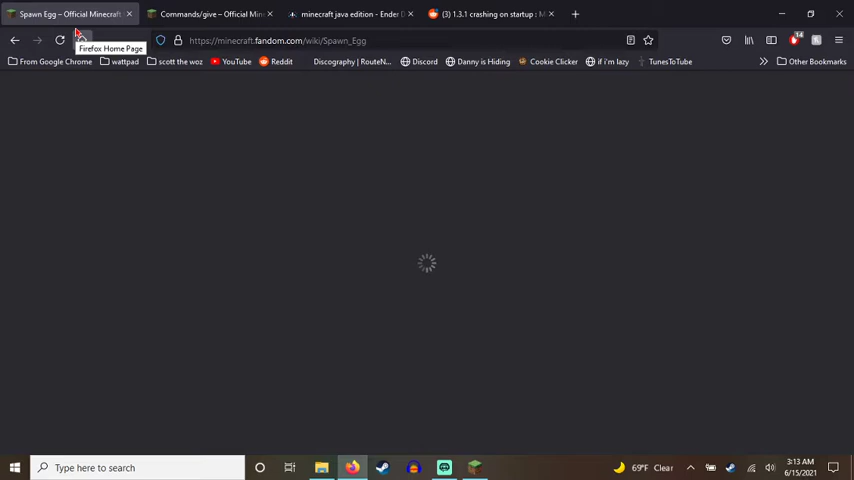 Spawn Egg – Official Minecraft
Commands/give – Official Min
minecraft java edition - Ender D
(3) 1.3.1 crashing on startup : M
https://minecraft.fandom.com/wiki/Spawn_Egg
14
Firefox Home Page
From Google Chrome
wattpad
scott the woz
YouTube
Reddit
Discography | RouteN...
Discord
Danny is Hiding
Cookie Clicker
if i'm lazy
TunesToTube
Other Bookmarks
Type here to search
69°F Clear
3:13 AM
6/15/2021